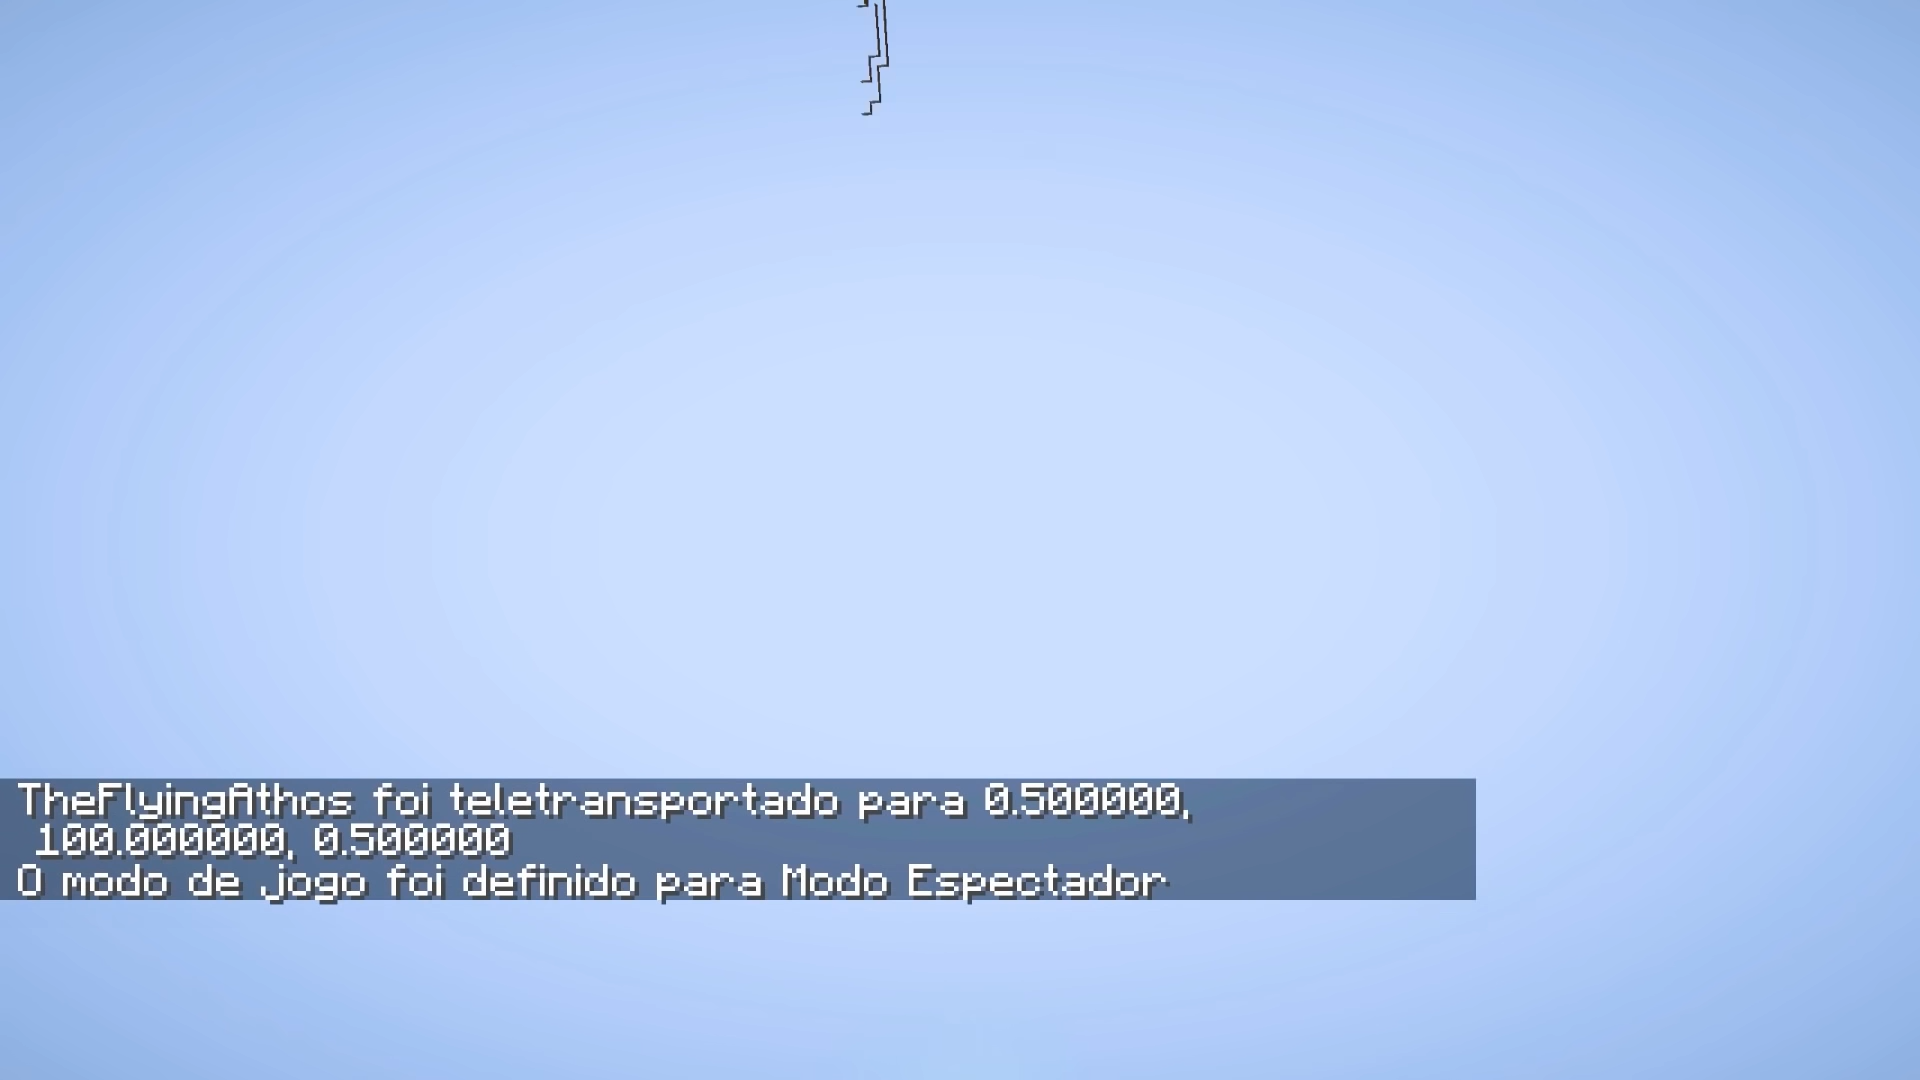 TheFlyingAthos foi teletransportado para 0.500000,
100.000000, 0.500000
O modo de jogo foi definido para Modo Espectador